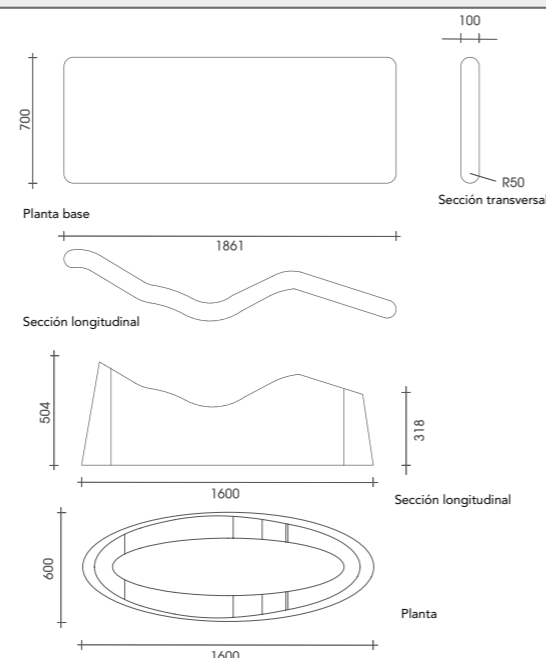 100
700
R50
Sección transversal
Planta base
1861
Sección longitudinal
504
318
1600
Sección longitudinal
600
Planta
1600